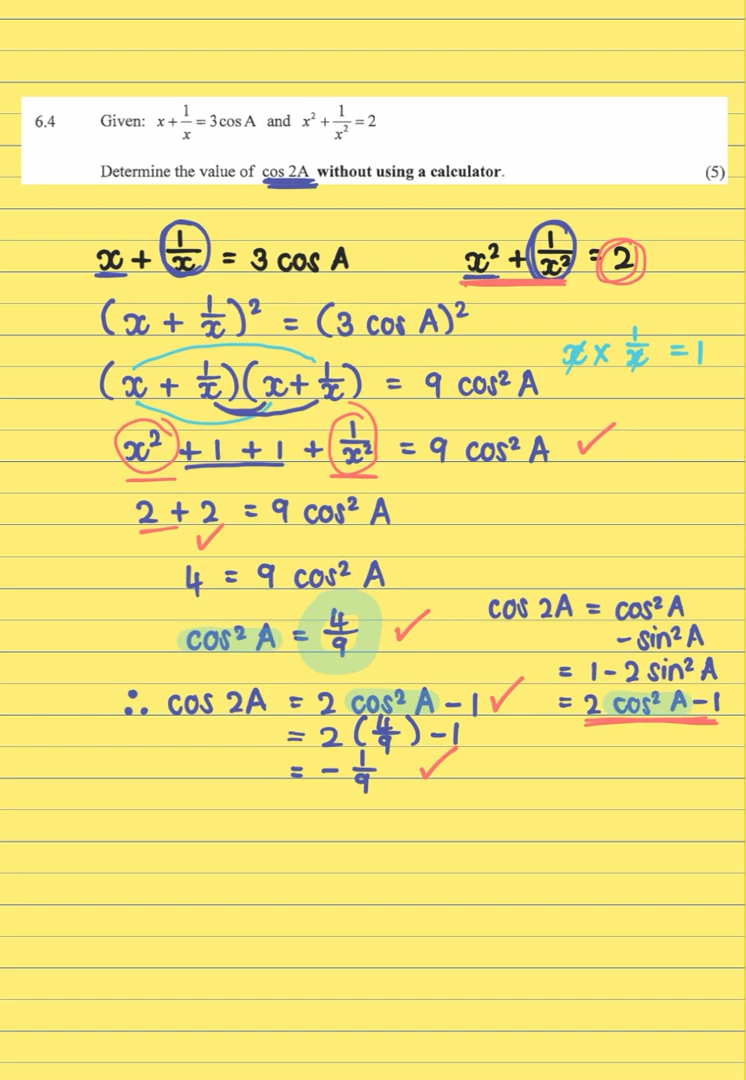 6.4 Given: x + 1/x = 3 cos A and x² + 1/x² = 2
Determine the value of cos 2A without using a calculator. (5)
x + 1/x = 3 cos A
x² + 1/x² = 2
(x + 1/x)² = (3 cos A)²
x × 1/x = 1
(x + 1/x)(x + 1/x) = 9 cos² A
x² + 1 + 1 + 1/x² = 9 cos² A ✓
2 + 2 = 9 cos² A
✓
4 = 9 cos² A
cos² A = 4/9 ✓
cos 2A = cos² A
- sin² A
= 1 - 2 sin² A
= 2 cos² A - 1
∴ cos 2A = 2 cos² A - 1 ✓
= 2 (4/9) - 1
= - 1/9 ✓